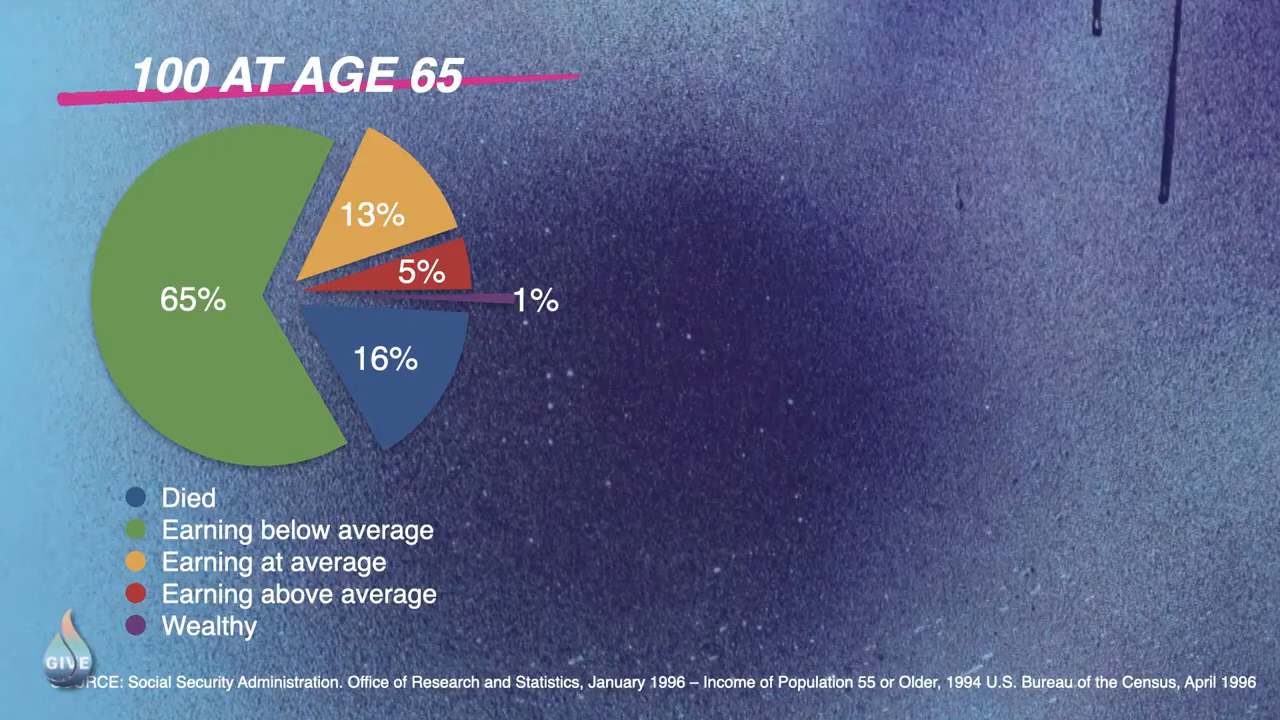 100 AT AGE 65
13%
5%
65%
1%
16%
Died
Earning below average
Earning at average
Earning above average
Wealthy
GIVE
SOURCE: Social Security Administration. Office of Research and Statistics, January 1996 – Income of Population 55 or Older, 1994 U.S. Bureau of the Census, April 1996